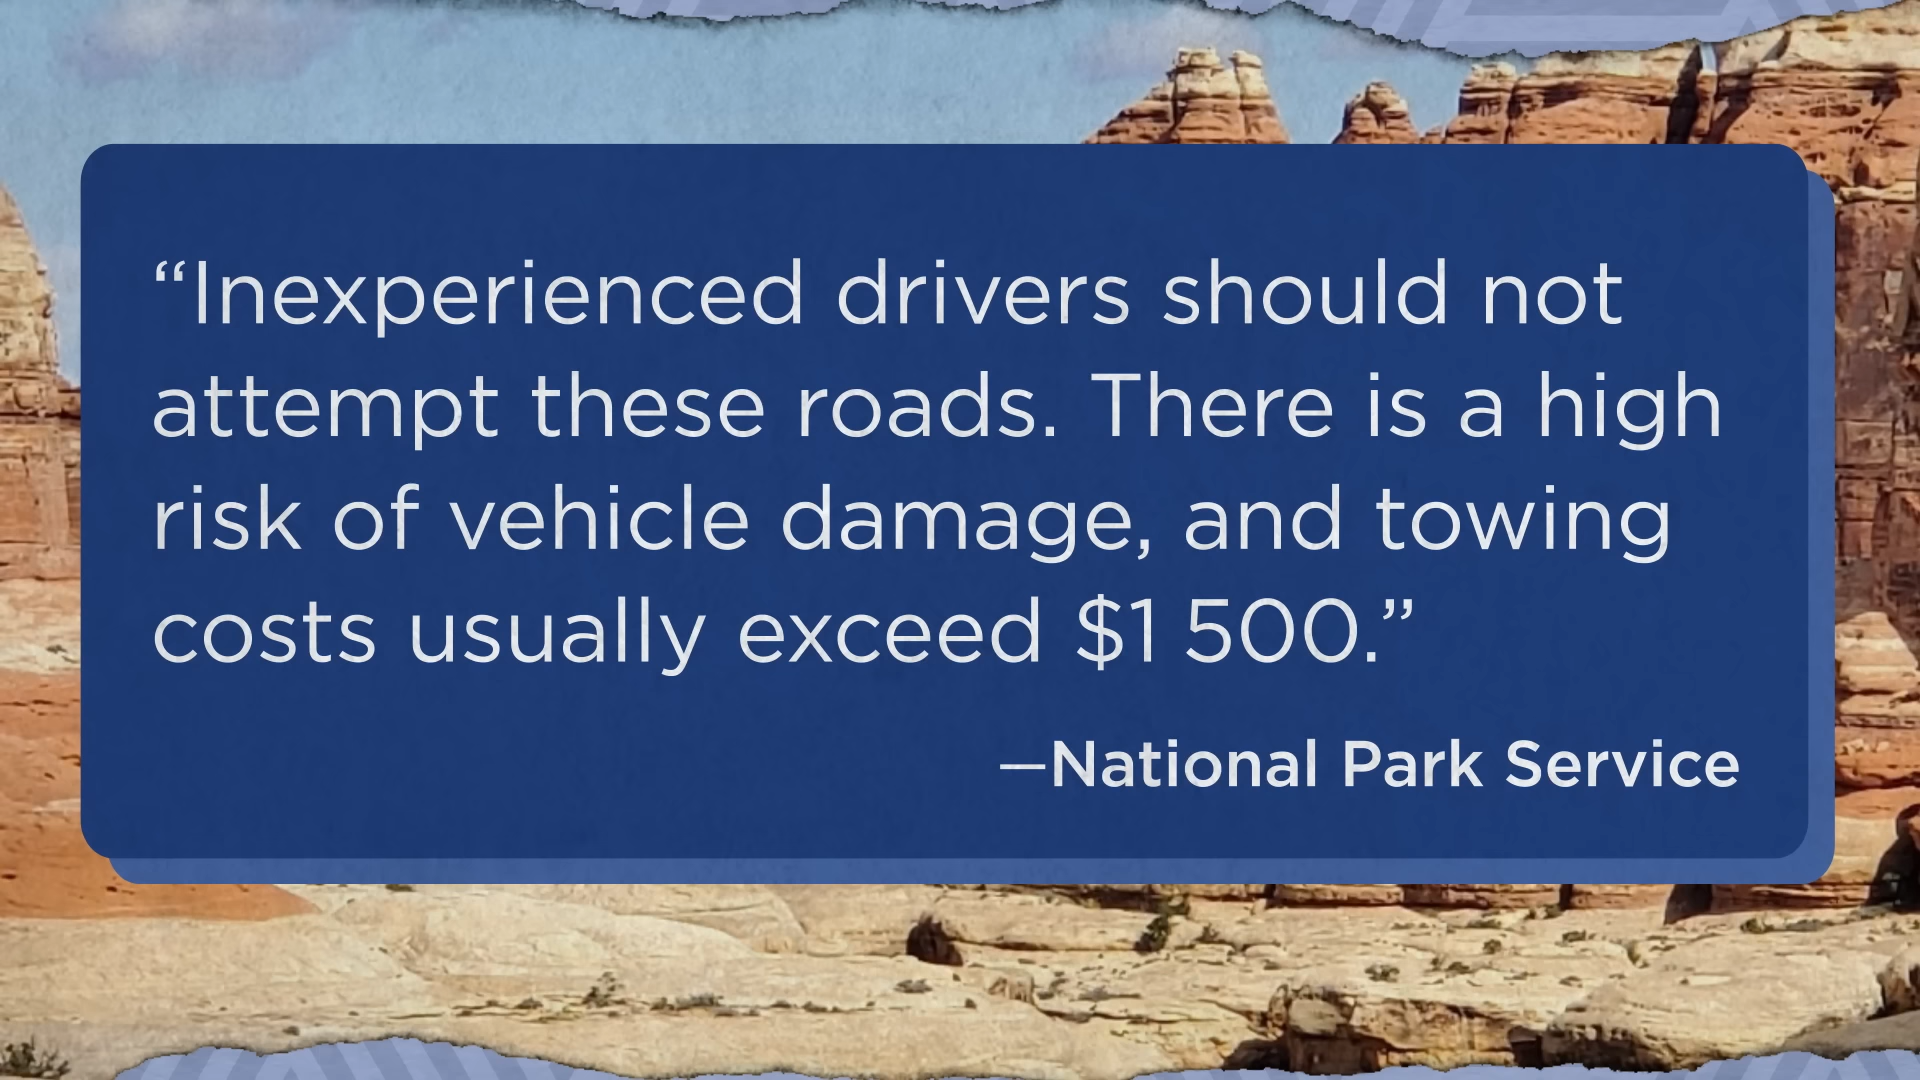 “Inexperienced drivers should not
attempt these roads. There is a high
risk of vehicle damage, and towing
costs usually exceed $1 500.”
—National Park Service